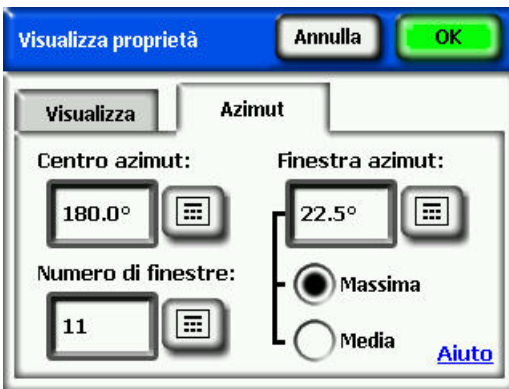 Visualizza proprietà
Annulla
OK
Visualizza
Azimut
Centro azimut:
Finestra azimut:
180.0°
22.5°
Numero di finestre:
Massima
11
Media
Aiuto